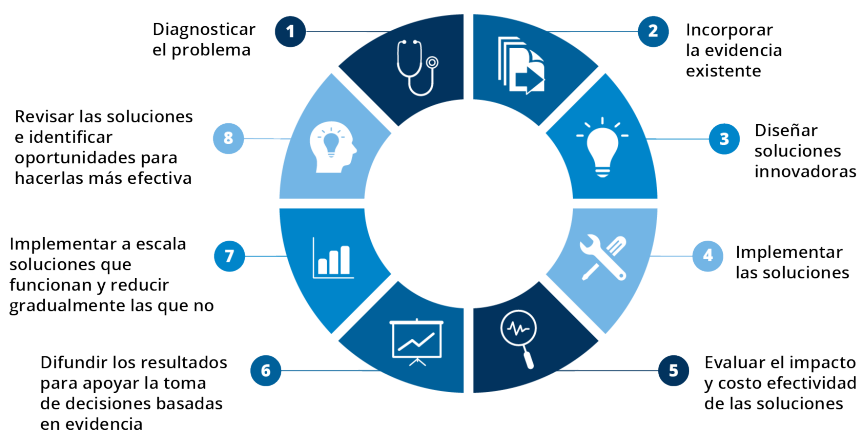 1
Diagnosticar
el problema
2
Incorporar
la evidencia
existente
3
Diseñar
soluciones
innovadoras
4
Implementar
las soluciones
5
Evaluar el impacto
y costo efectividad
de las soluciones
6
Difundir los resultados
para apoyar la toma
de decisiones basadas
en evidencia
7
Implementar a escala
soluciones que
funcionan y reducir
gradualmente las que no
8
Revisar las soluciones
e identificar
oportunidades para
hacerlas más efectiva